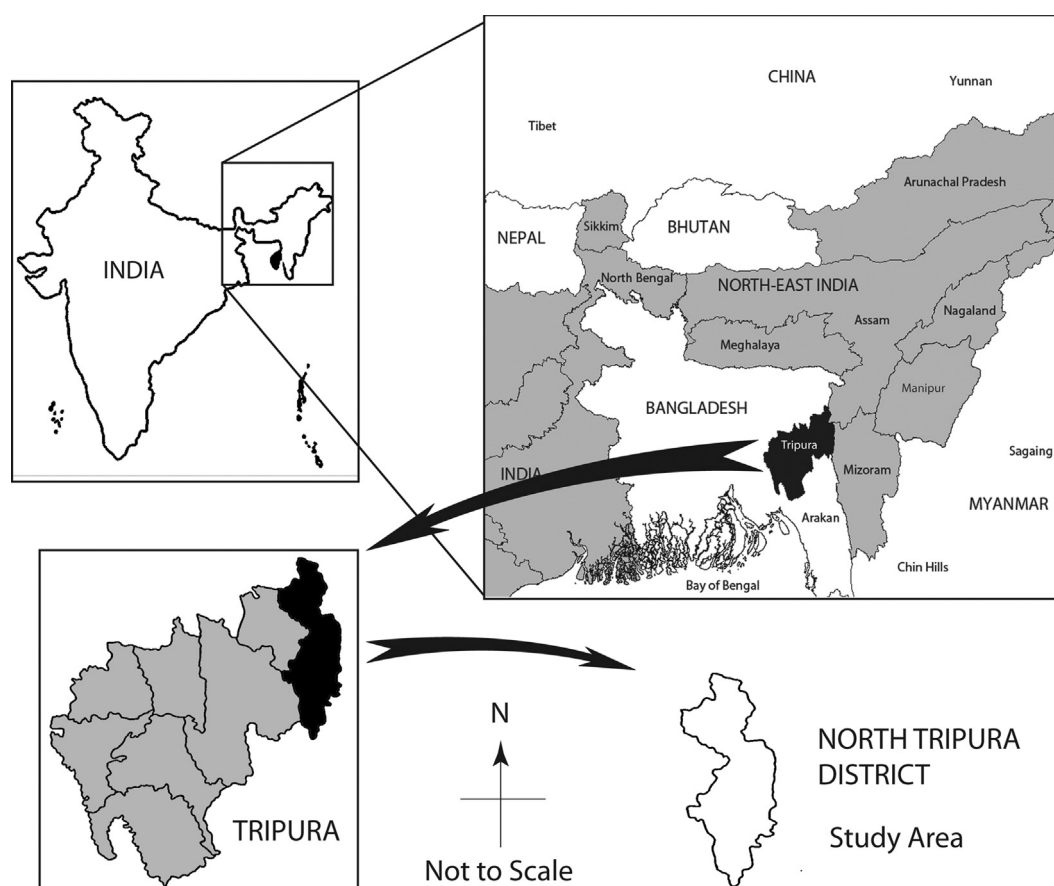 INDIA
CHINA
Yunnan
Tibet
Arunachal Pradesh
Sikkim
BHUTAN
NEPAL
North Bengal
NORTH-EAST INDIA
Assam
Nagaland
Meghalaya
Manipur
BANGLADESH
Tripura
Sagaing
INDIA
Mizoram
MYANMAR
Arakan
Chin Hills
Bay of Bengal
TRIPURA
N
Not to Scale
NORTH TRIPURA
DISTRICT
Study Area